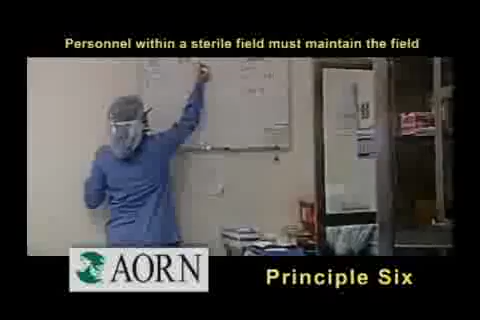 Personnel within a sterile field must maintain the field
AORN
Principle Six